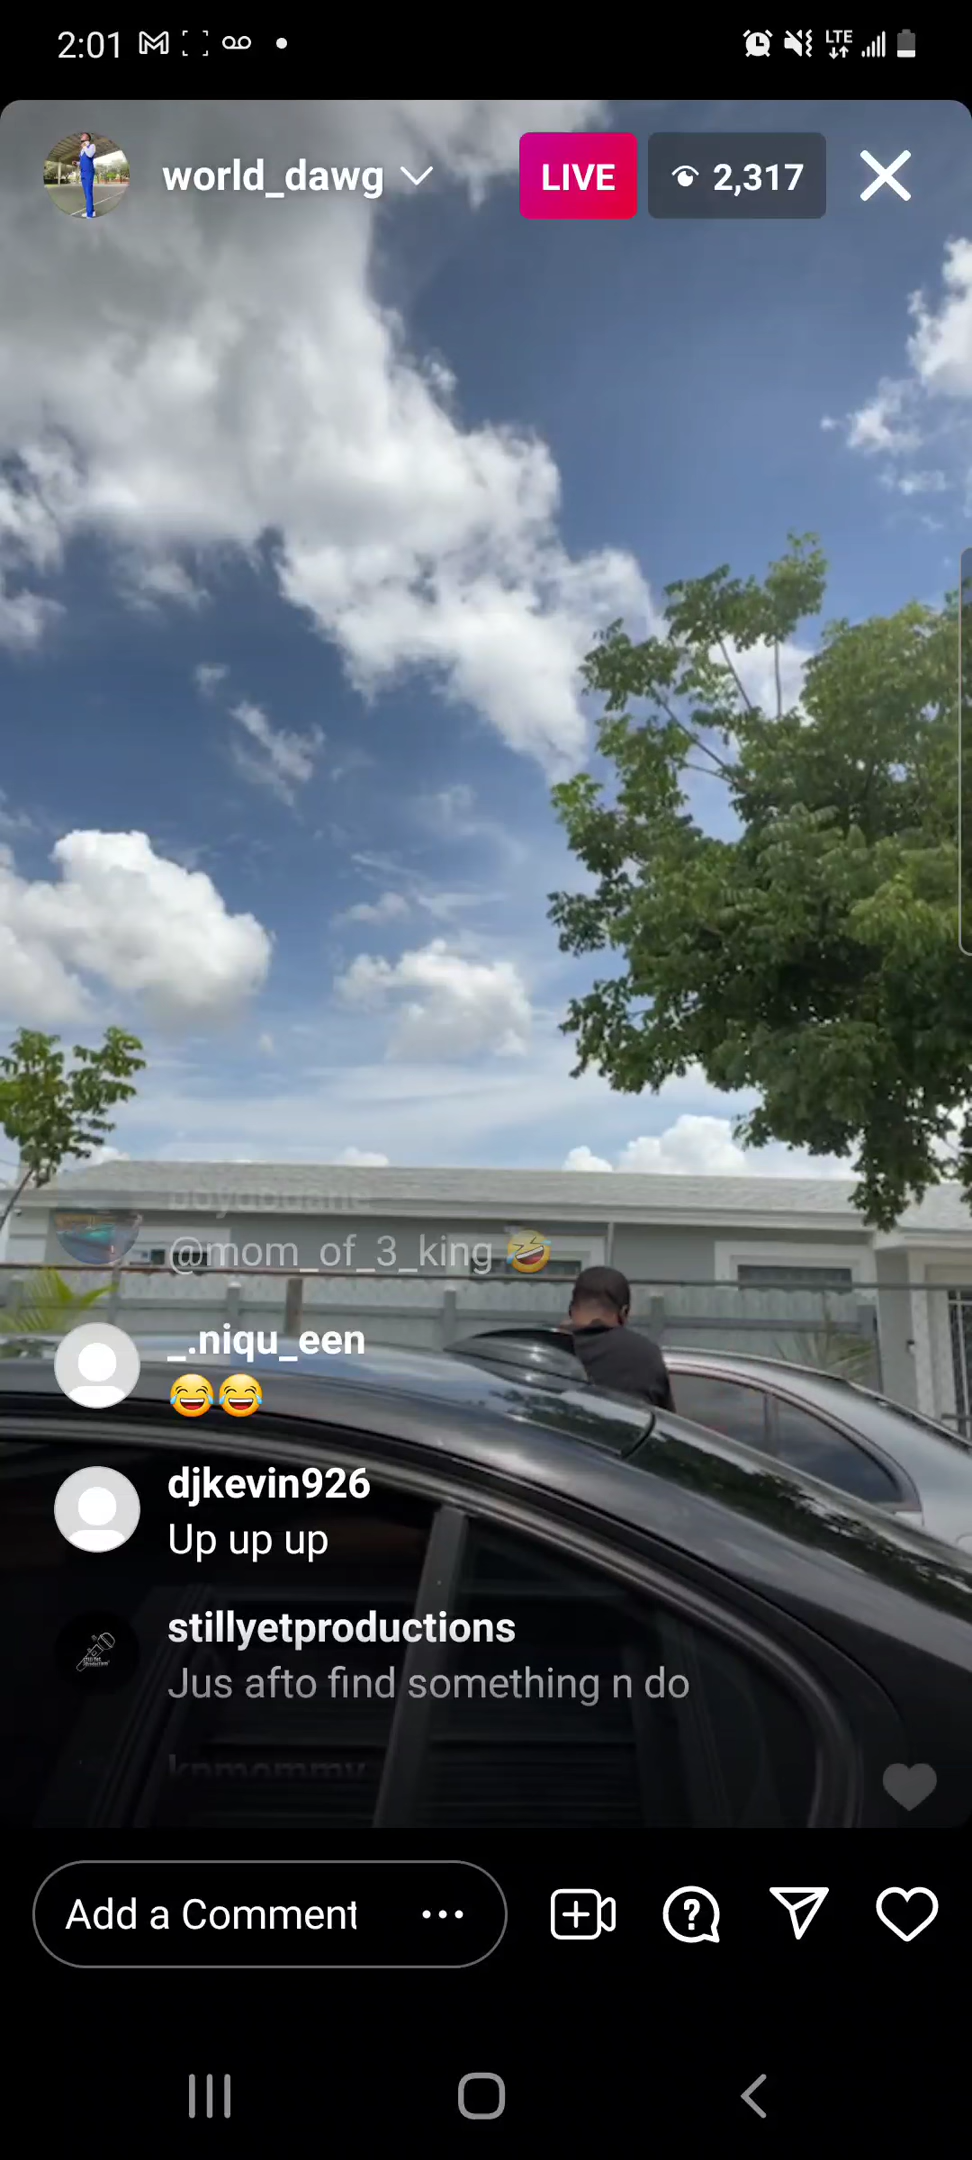 2:01
LTE
world_dawg
LIVE
2,317
@mom_of_3_king 🤣
_.niqu_een
😂😂
djkevin926
Up up up
stillyetproductions
Jus afto find something n do
Add a Comment